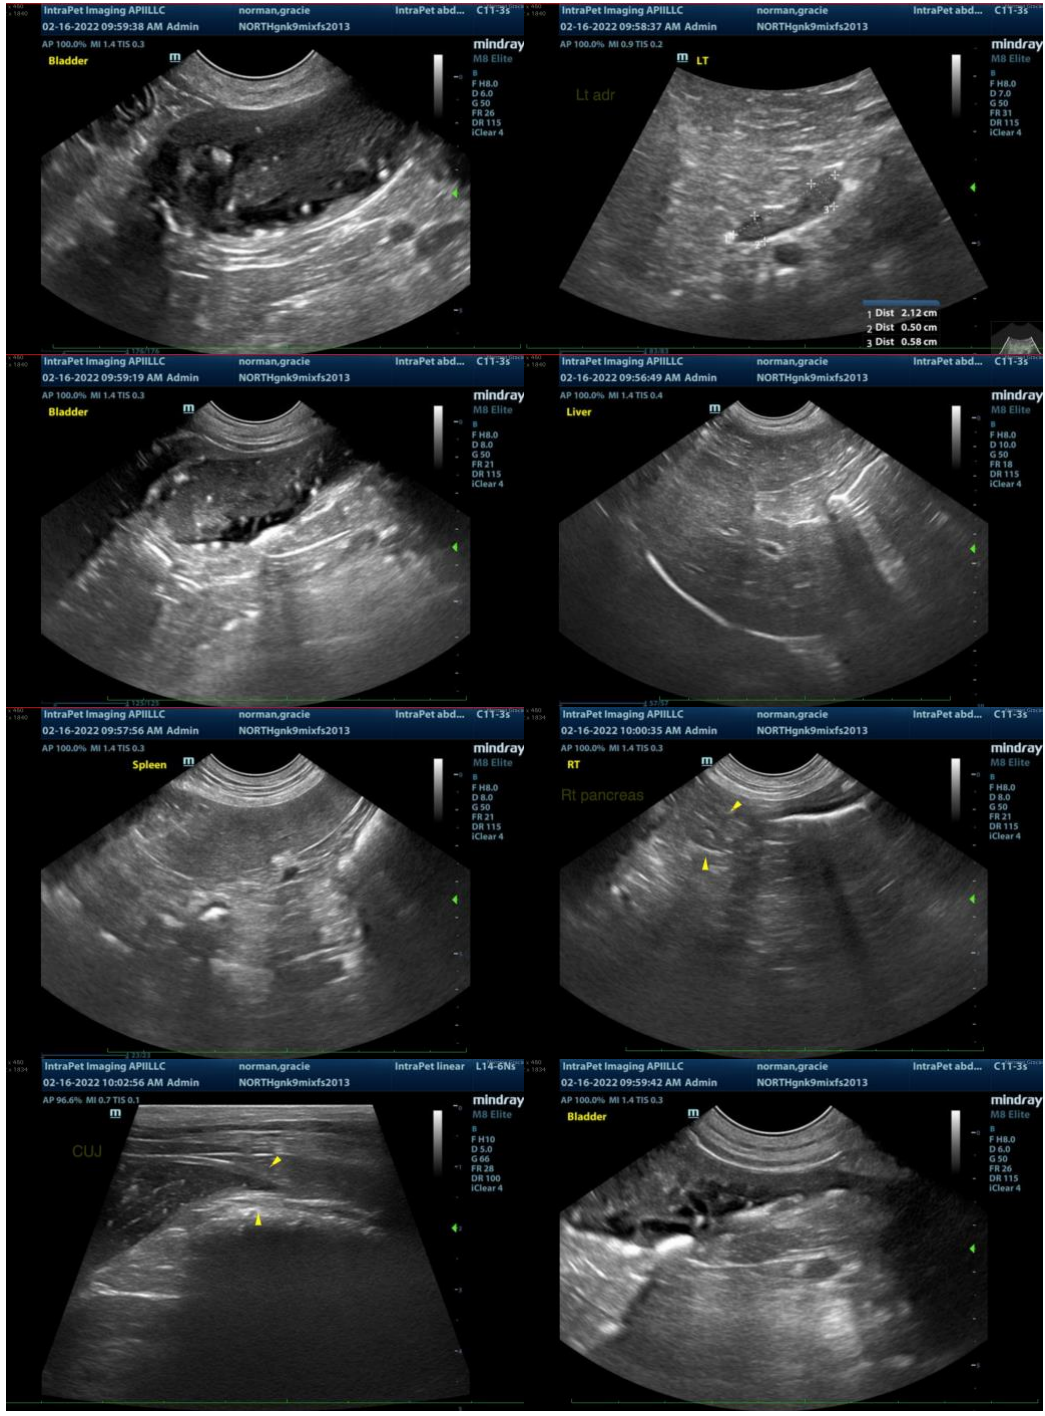 IntraPet Imaging APIILLC norman,gracie IntraPet abd... C11-3s
02-16-2022 09:59:38 AM Admin NORTHgnk9mixfs2013
AP 100.0% MI 1.4 TIS 0.3
mindray
M8 Elite
m
Bladder
B
F H8.0
D 6.0
G 50
FR 26
DR 115
iClear 4
IntraPet Imaging APIILLC norman,gracie IntraPet abd... C11-3s
02-16-2022 09:58:37 AM Admin NORTHgnk9mixfs2013
AP 100.0% MI 0.9 TIS 0.2
mindray
M8 Elite
m LT
Lt adr
B
F H8.0
D 7.0
G 50
FR 31
DR 115
iClear 4
1 Dist 2.12 cm
2 Dist 0.50 cm
3 Dist 0.58 cm
IntraPet Imaging APIILLC norman,gracie IntraPet abd... C11-3s
02-16-2022 09:59:19 AM Admin NORTHgnk9mixfs2013
AP 100.0% MI 1.4 TIS 0.3
mindray
M8 Elite
m
Bladder
B
F H8.0
D 8.0
G 50
FR 21
DR 115
iClear 4
IntraPet Imaging APIILLC norman,gracie IntraPet abd... C11-3s
02-16-2022 09:56:49 AM Admin NORTHgnk9mixfs2013
AP 100.0% MI 1.4 TIS 0.4
mindray
M8 Elite
m
Liver
B
F H8.0
D 10.0
G 50
FR 18
DR 115
iClear 4
IntraPet Imaging APIILLC norman,gracie IntraPet abd... C11-3s
02-16-2022 09:57:56 AM Admin NORTHgnk9mixfs2013
AP 100.0% MI 1.4 TIS 0.3
mindray
M8 Elite
Spleen m
B
F H8.0
D 8.0
G 50
FR 21
DR 115
iClear 4
IntraPet Imaging APIILLC norman,gracie IntraPet abd... C11-3s
02-16-2022 10:00:35 AM Admin NORTHgnk9mixfs2013
AP 100.0% MI 1.4 TIS 0.3
mindray
M8 Elite
RT m
Rt pancreas
B
F H8.0
D 8.0
G 50
FR 21
DR 115
iClear 4
IntraPet Imaging APIILLC norman,gracie IntraPet linear L14-6Ns
02-16-2022 10:02:56 AM Admin NORTHgnk9mixfs2013
AP 96.6% MI 0.7 TIS 0.1
mindray
M8 Elite
m
CUJ
B
F H10
D 5.0
G 66
FR 28
DR 100
iClear 4
IntraPet Imaging APIILLC norman,gracie IntraPet abd... C11-3s
02-16-2022 09:59:42 AM Admin NORTHgnk9mixfs2013
AP 100.0% MI 1.4 TIS 0.3
mindray
M8 Elite
m
Bladder
B
F H8.0
D 6.0
G 50
FR 26
DR 115
iClear 4